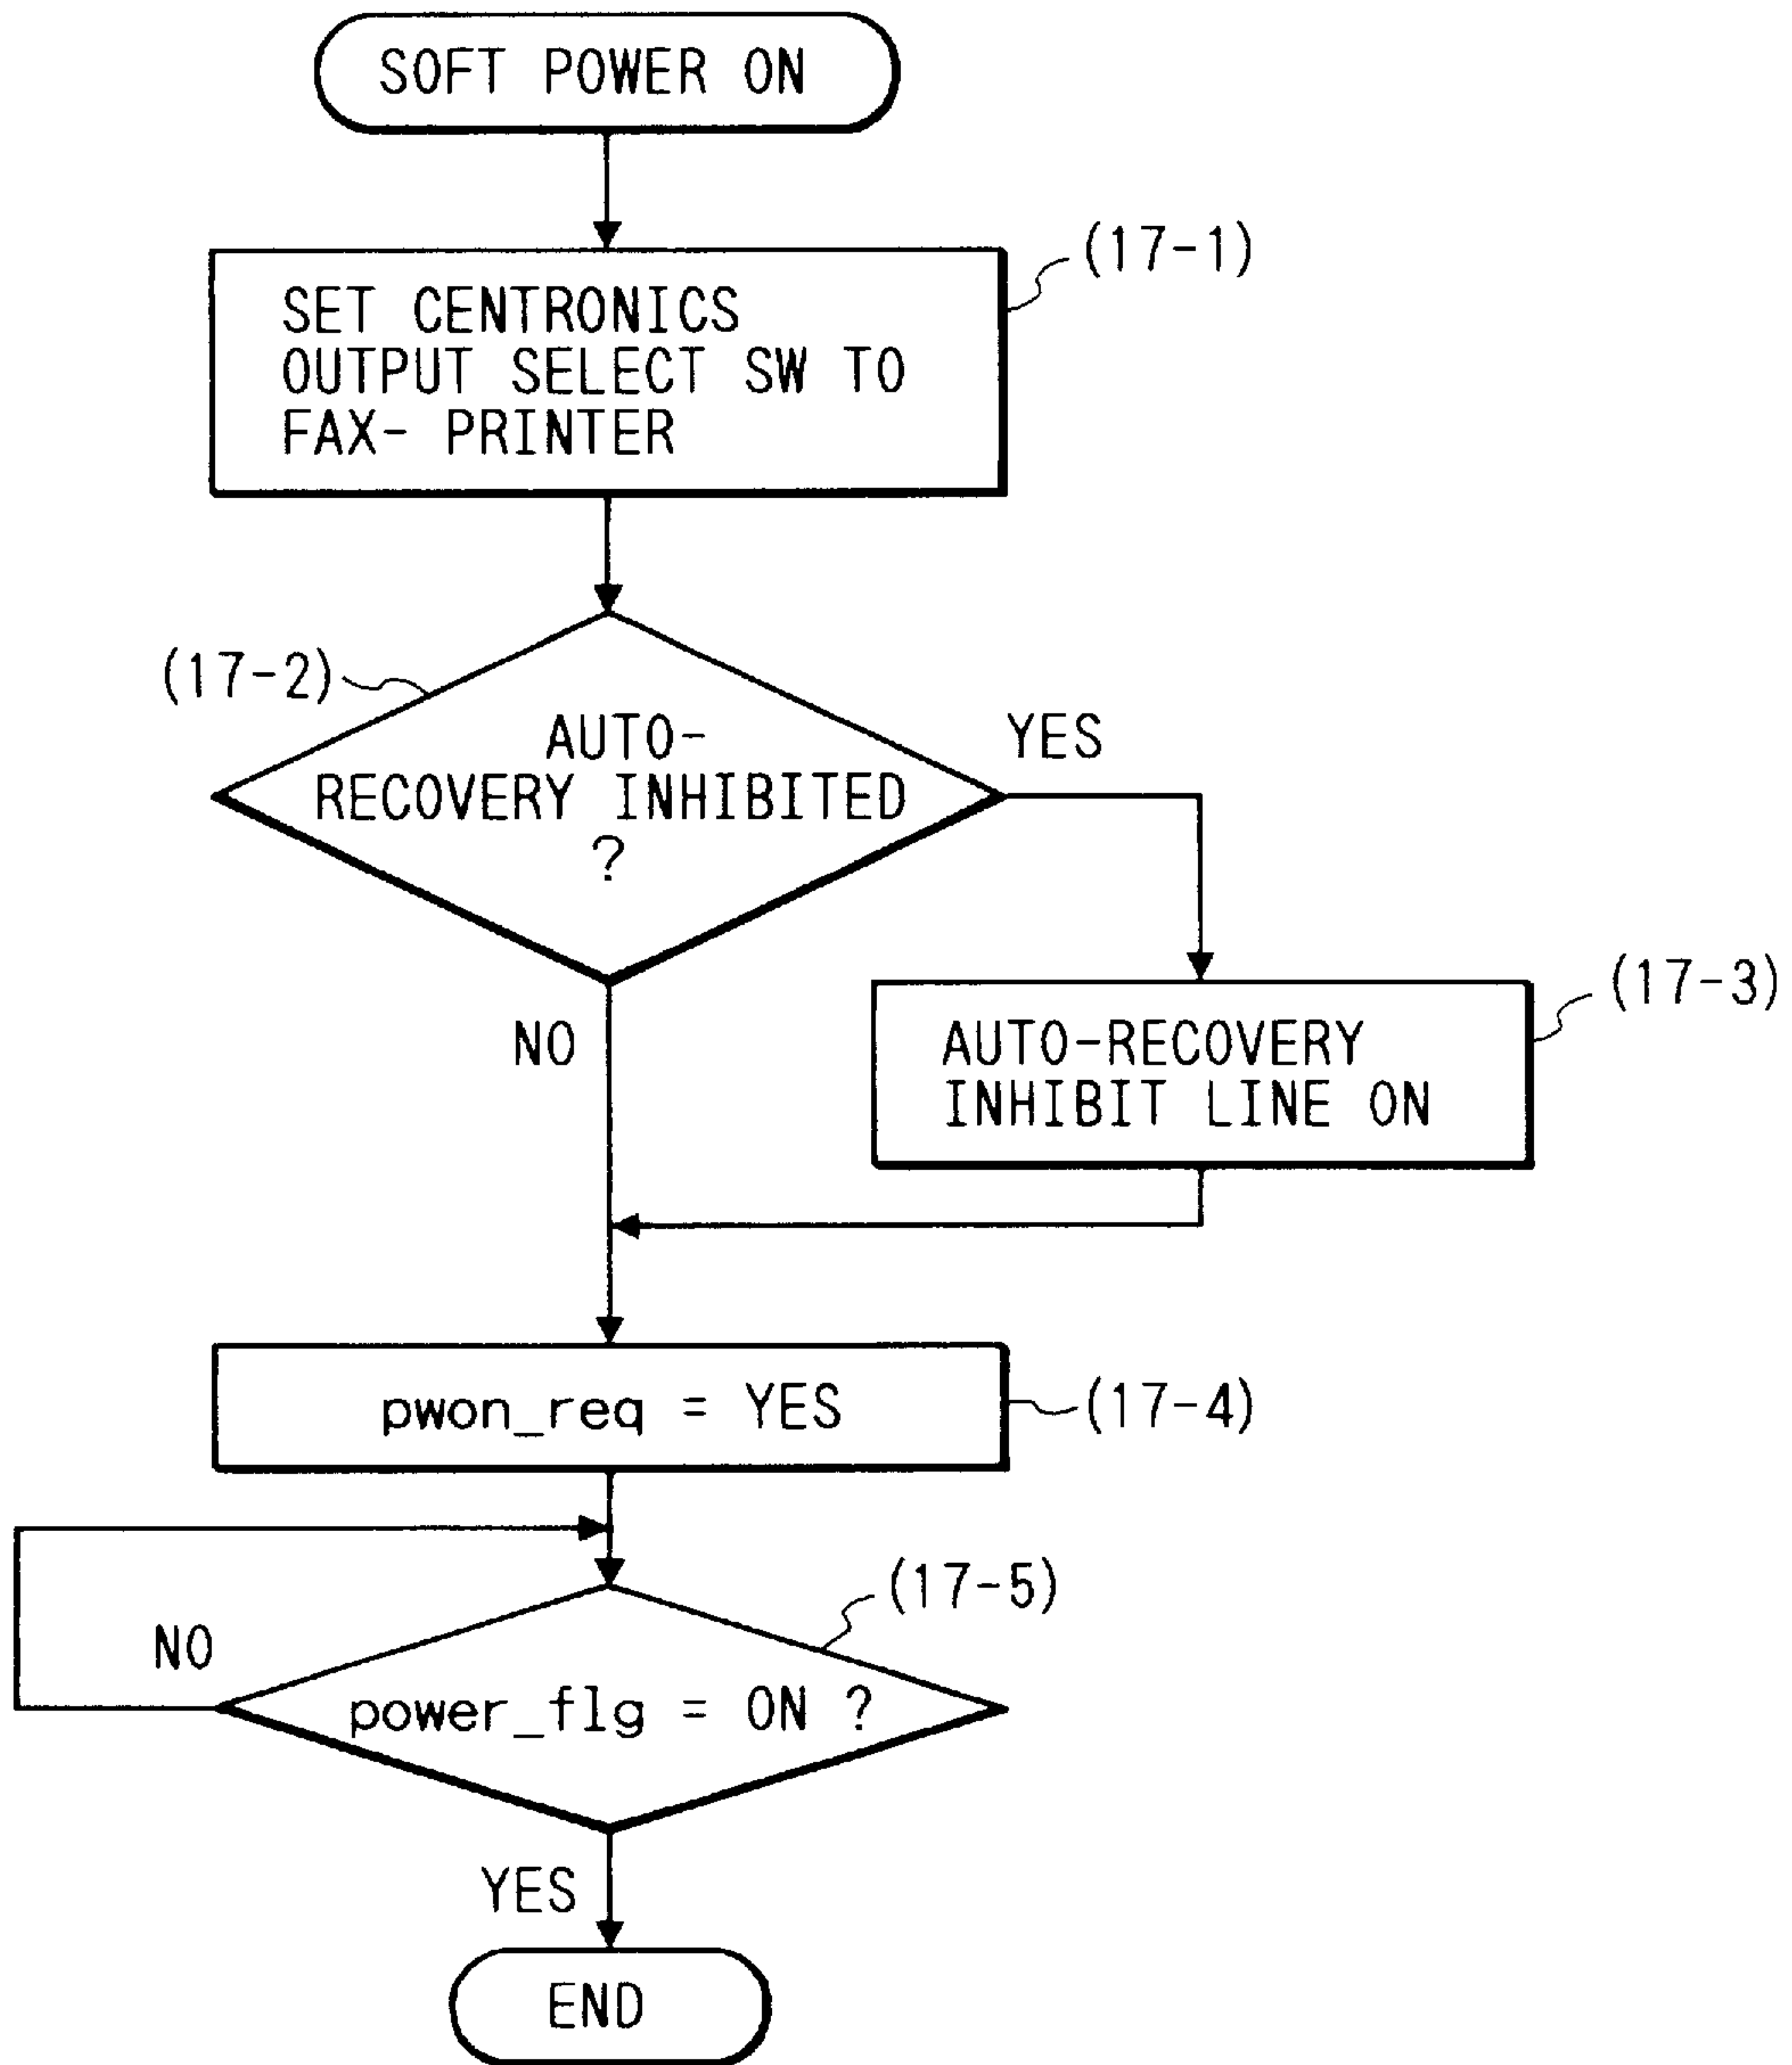 SOFT POWER ON
(17-1)
SET CENTRONICS
OUTPUT SELECT SW TO
FAX- PRINTER
(17-2)
AUTO-
RECOVERY INHIBITED
?
YES
NO
(17-3)
AUTO-RECOVERY
INHIBIT LINE ON
pwon_req = YES
(17-4)
(17-5)
NO
power_flg = ON ?
YES
END